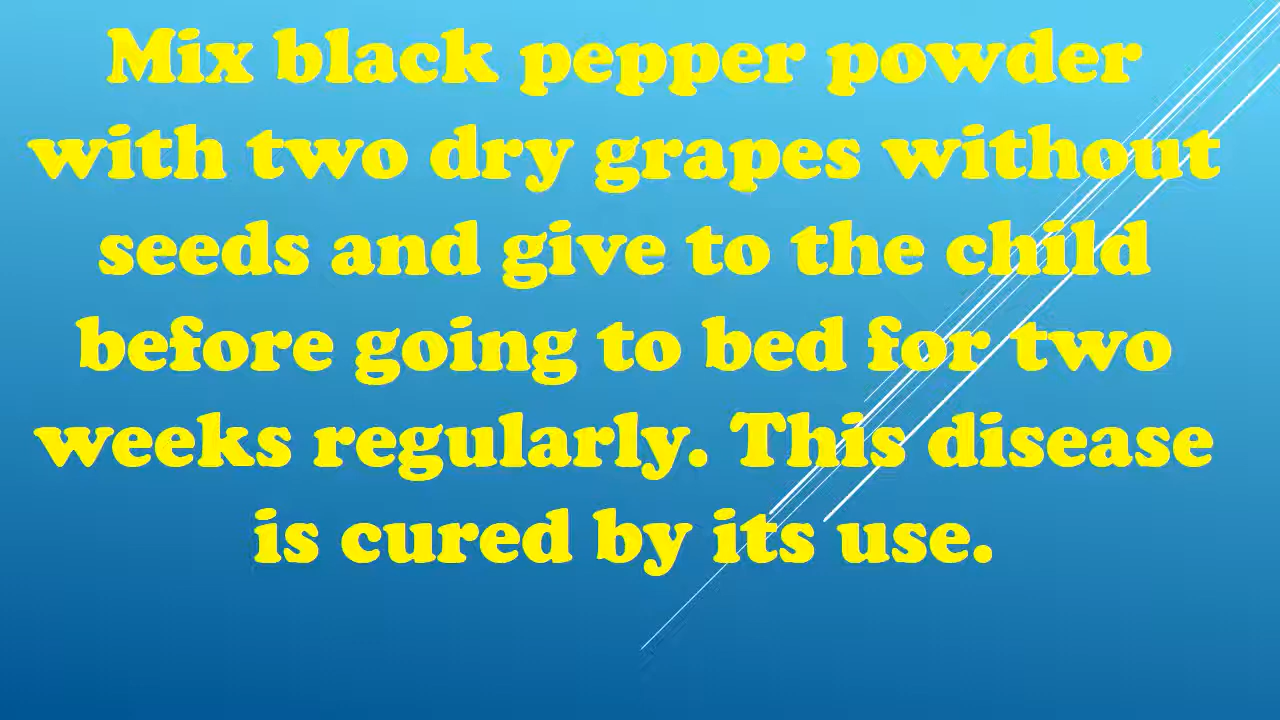 Mix black pepper powder
with two dry grapes without
seeds and give to the child
before going to bed for two
weeks regularly. This disease
is cured by its use.